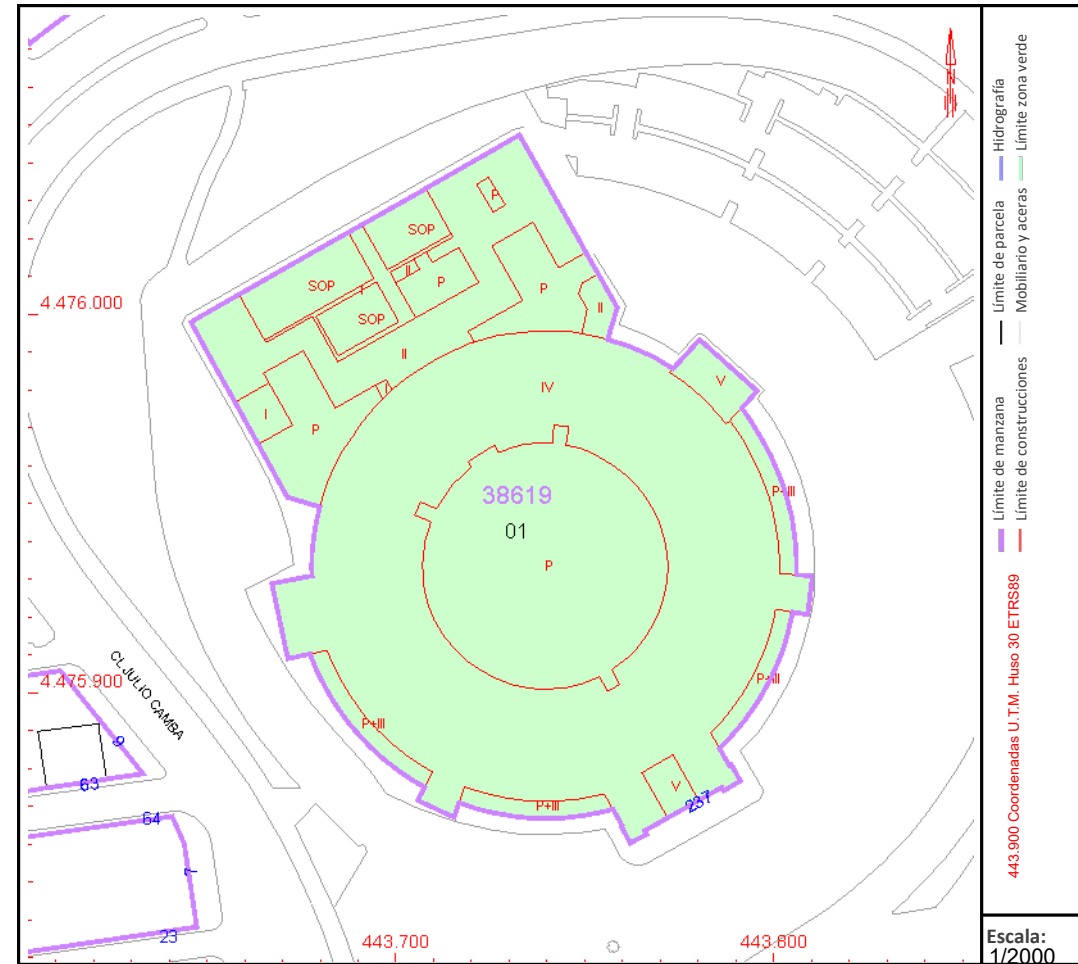 N
P
SOP
SOP
P
P
II
SOP
4.476.000
II
IV
V
I
P
38619
P+III
01
P
CL JULIO CAMBA
4.475.900
P+II
P+III
9
63
V
P+III
237
64
7
23
443.700
443.800
Hidrografía
Límite zona verde
Límite de parcela
Mobiliario y aceras
Límite de manzana
Límite de construcciones
443.900 Coordenadas U.T.M. Huso 30 ETRS89
Escala:
1/2000